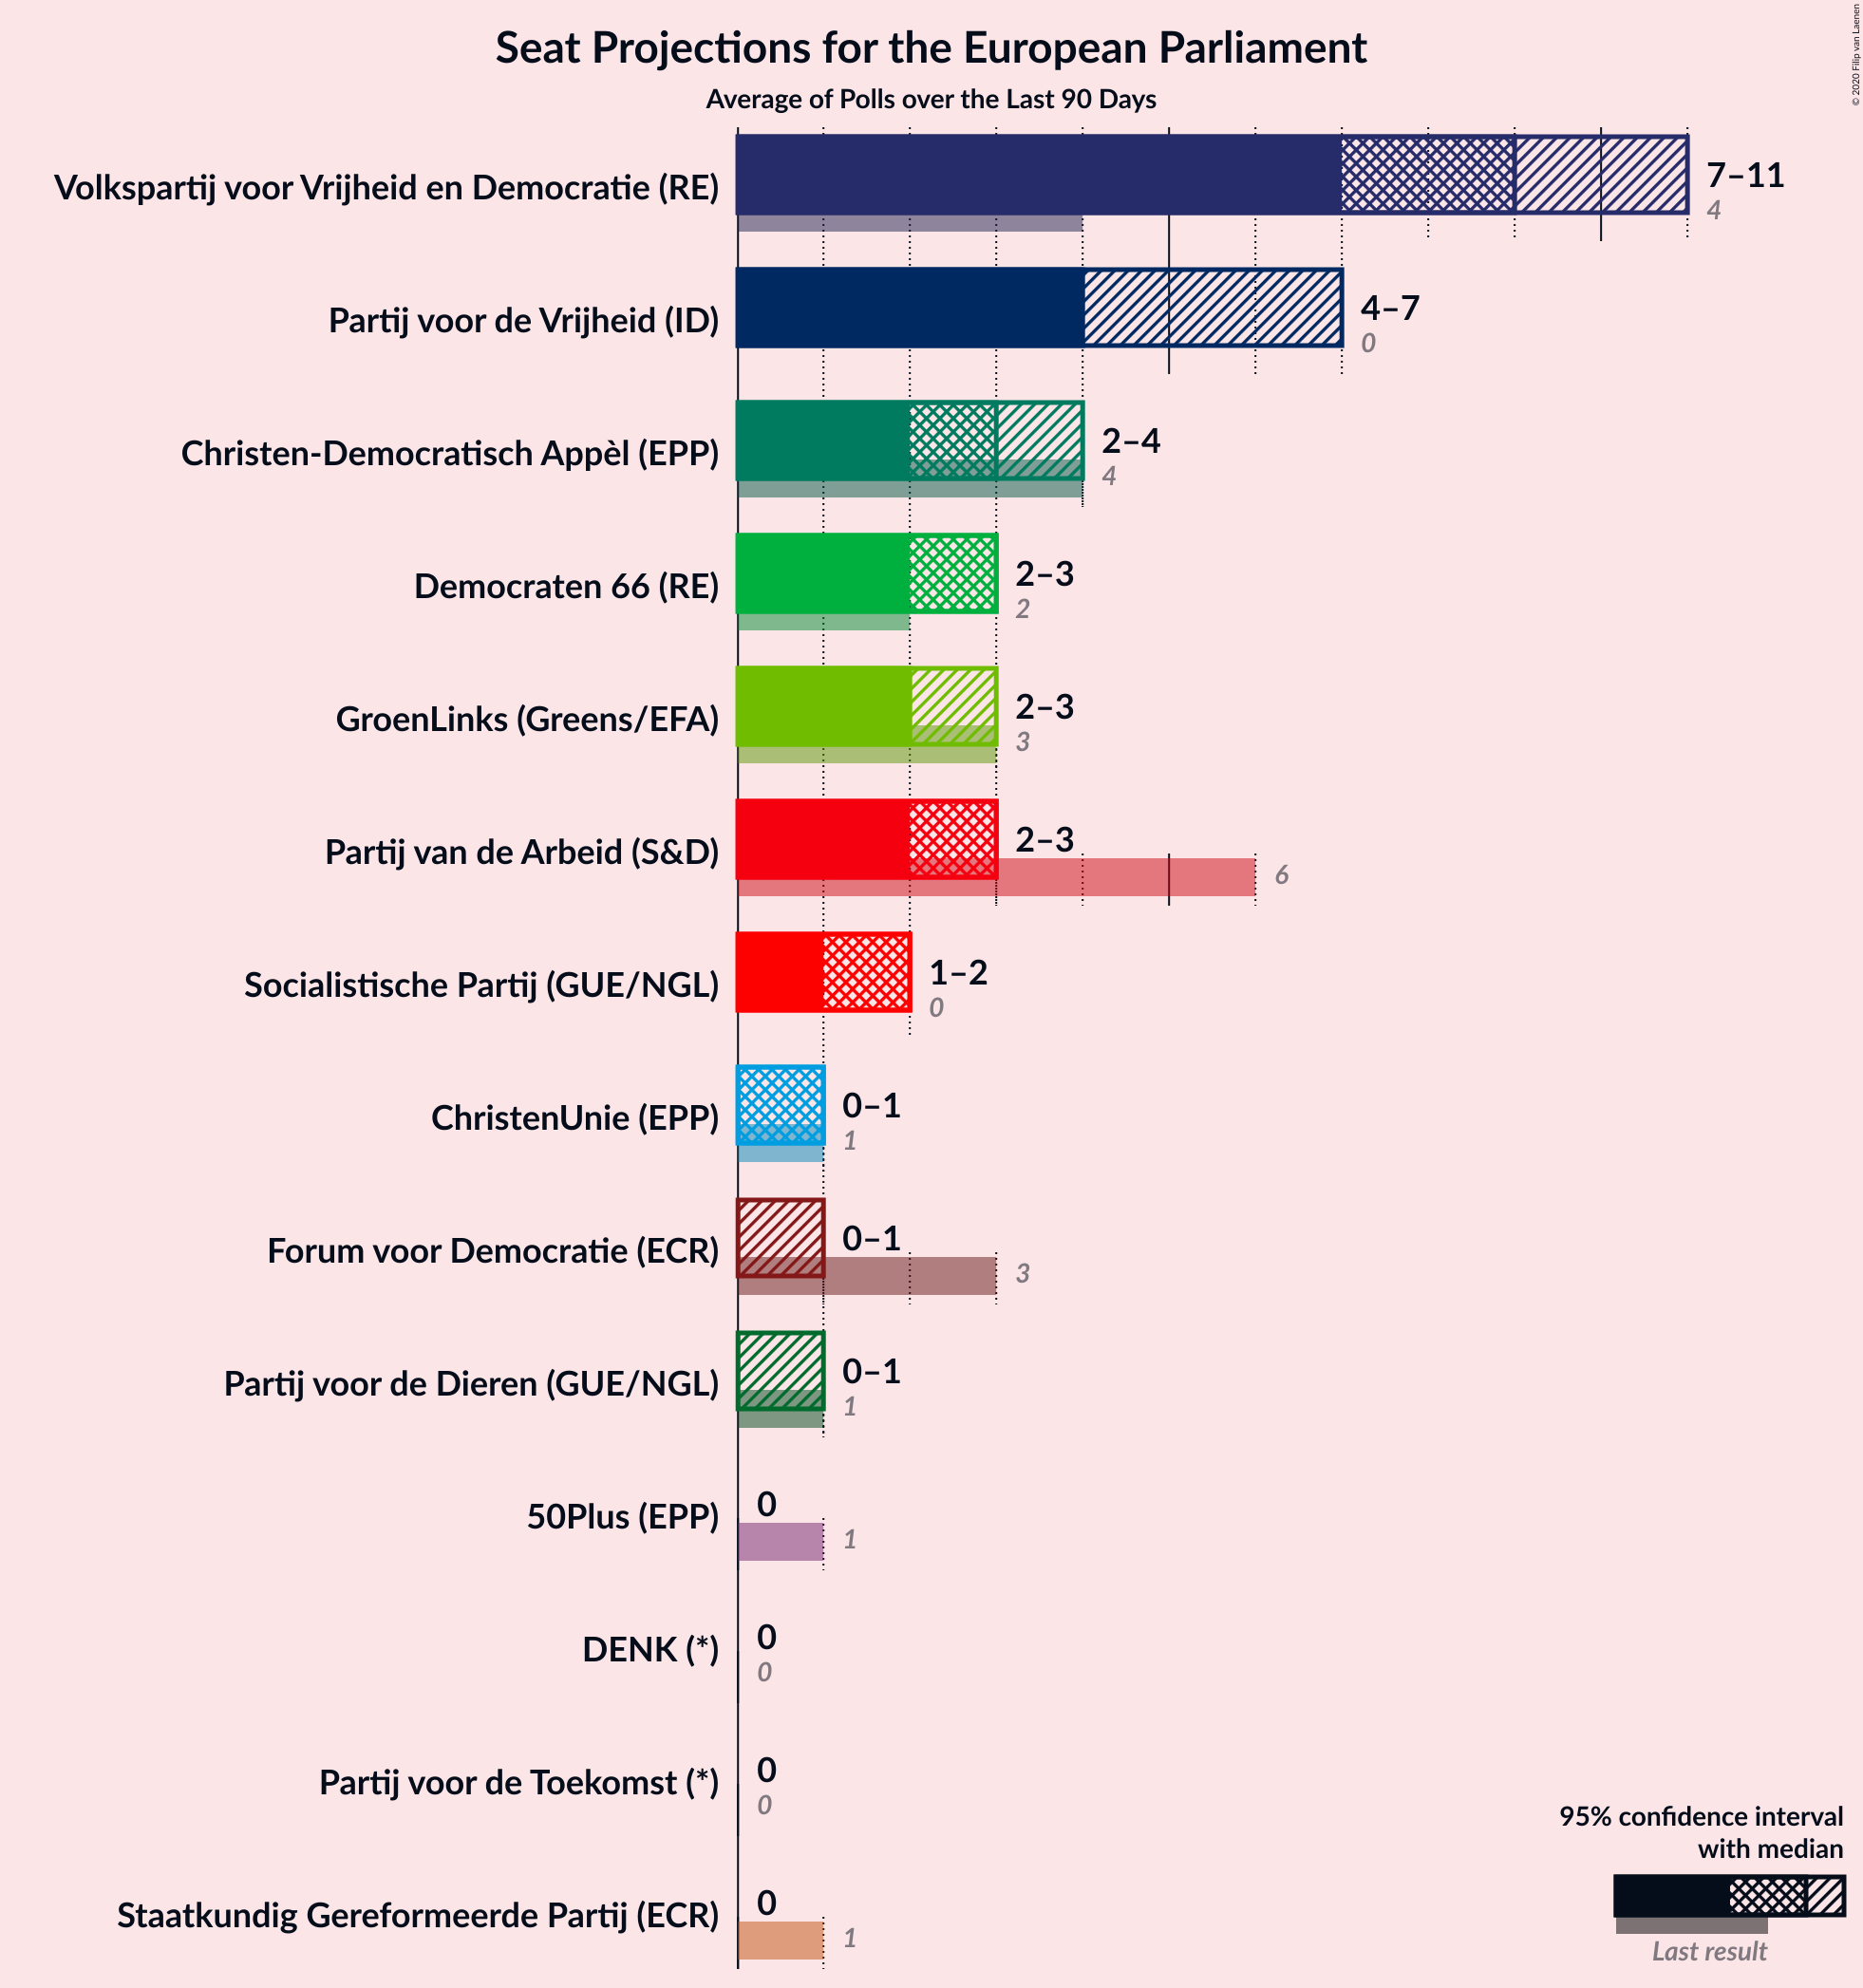 Seat Projections for the European Parliament
Average of Polls over the Last 90 Days
© 2020 Filip van Laenen
Volkspartij voor Vrijheid en Democratie (RE)
7–11
4
Partij voor de Vrijheid (ID)
4–7
0
Christen-Democratisch Appèl (EPP)
2–4
4
Democraten 66 (RE)
2–3
2
GroenLinks (Greens/EFA)
2–3
3
Partij van de Arbeid (S&D)
2–3
6
Socialistische Partij (GUE/NGL)
1–2
0
ChristenUnie (EPP)
0–1
1
Forum voor Democratie (ECR)
0–1
3
Partij voor de Dieren (GUE/NGL)
0–1
1
50Plus (EPP)
0
1
DENK (*)
0
0
Partij voor de Toekomst (*)
0
0
Staatkundig Gereformeerde Partij (ECR)
0
1
95% confidence interval
with median
Last result